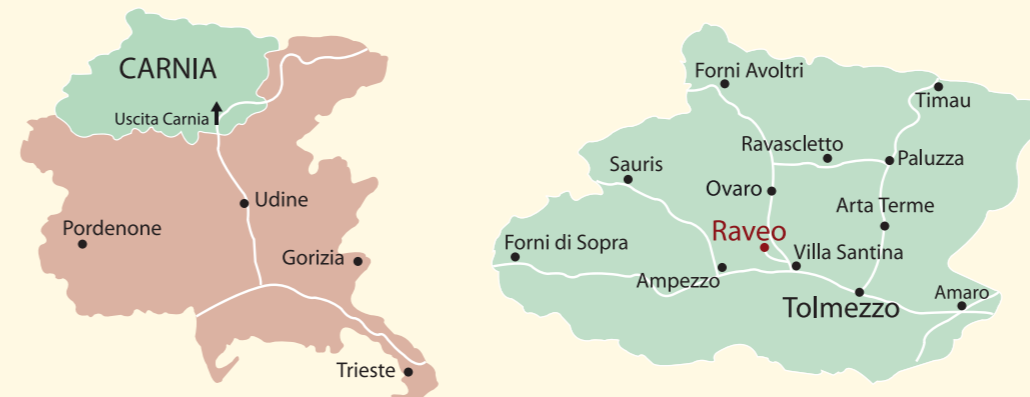 CARNIA
Uscita Carnia
Udine
Pordenone
Gorizia
Trieste
Forni Avoltri
Timau
Ravascletto
Paluzza
Sauris
Ovaro
Arta Terme
Raveo
Forni di Sopra
Villa Santina
Ampezzo
Tolmezzo
Amaro